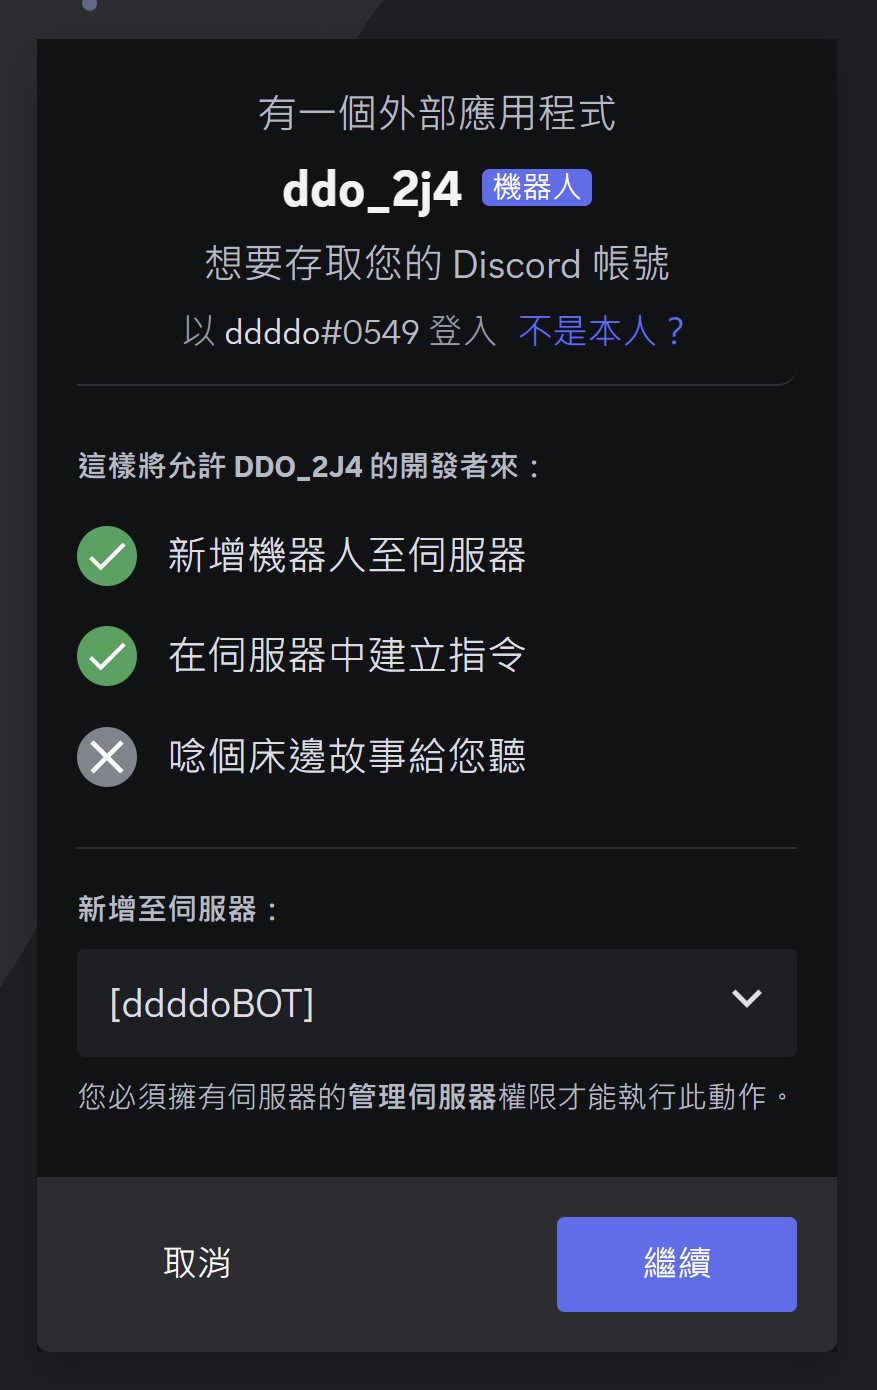 有一個外部應用程式
ddo_2j4 機器人
想要存取您的 Discord 帳號
以 ddddo#0549 登入 不是本人？
這樣將允許 DDO_2J4 的開發者來：
新增機器人至伺服器
在伺服器中建立指令
唸個床邊故事給您聽
新增至伺服器：
[ddddoBOT]
您必須擁有伺服器的管理伺服器權限才能執行此動作。
取消 繼續